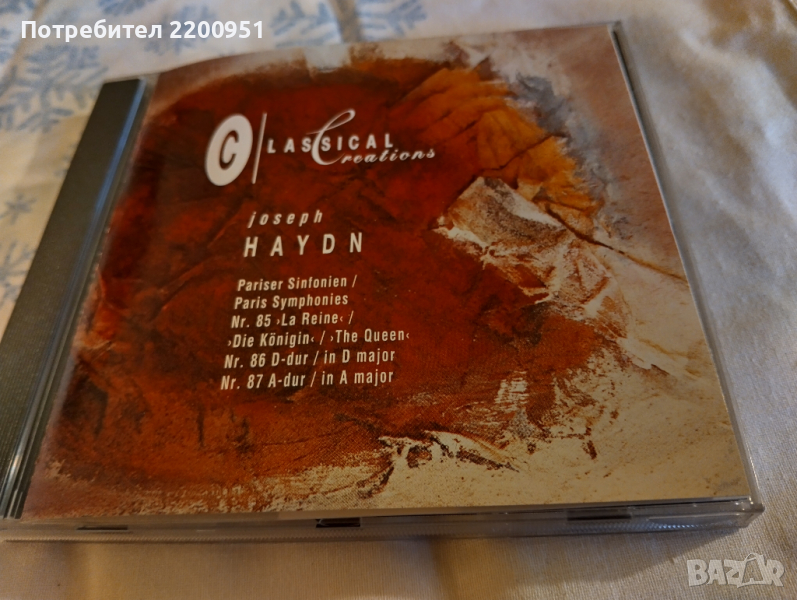 Потребител 2200951
C LASSICAL
Creations
joseph
HAYDN
Pariser Sinfonien /
Paris Symphonies
Nr. 85 ›La Reine‹ /
›Die Königin‹ / ›The Queen‹
Nr. 86 D-dur / in D major
Nr. 87 A-dur / in A major
BAZAR